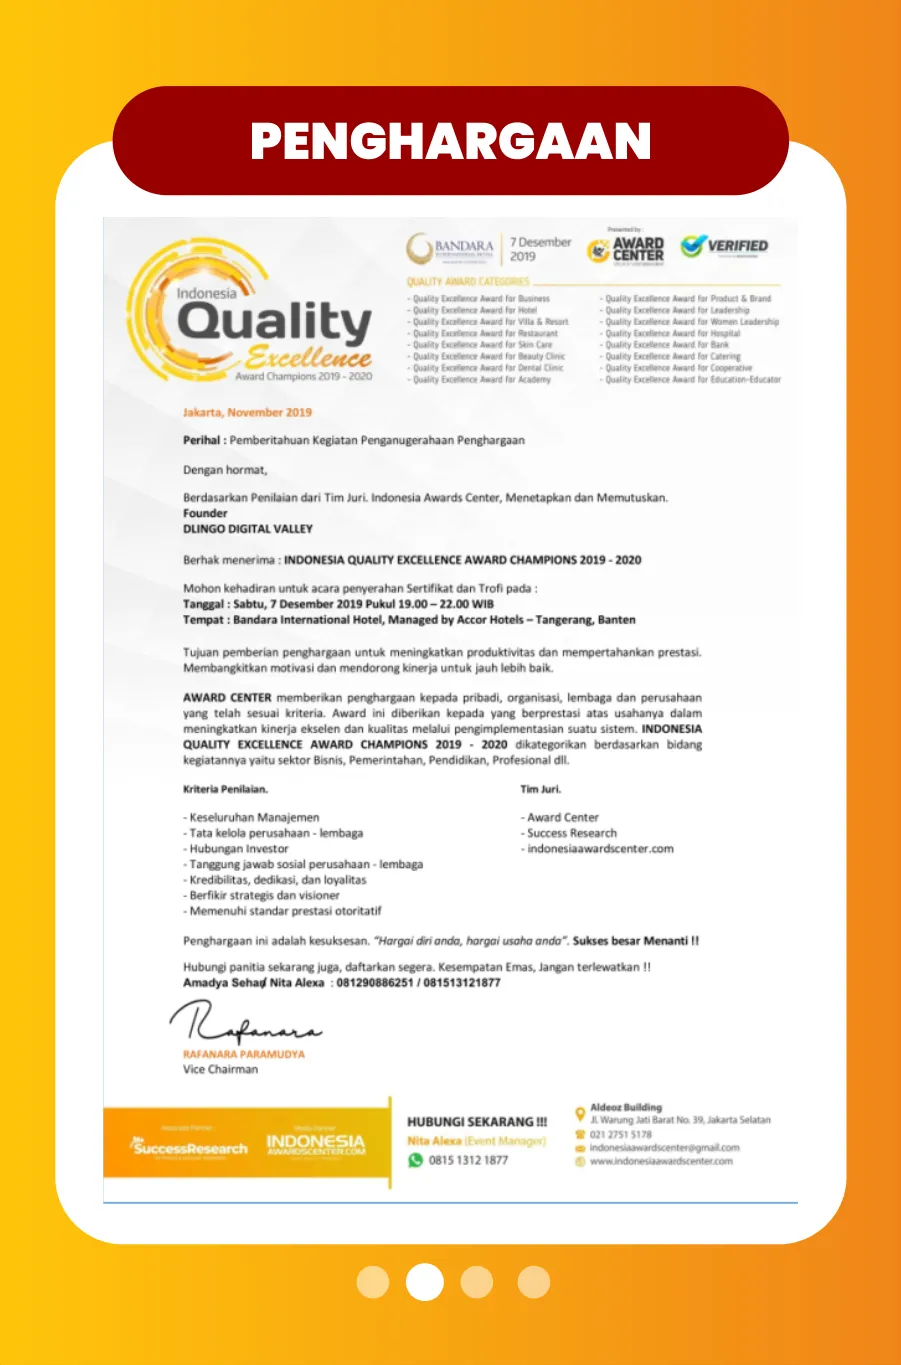 PENGHARGAAN
Indonesia
Quality
Excellence
Award Champions 2019 - 2020
BANDARA
INTERNATIONAL HOTEL
7 Desember
2019
Presented by :
AWARD
CENTER
VERIFIED
QUALITY AWARD CATEGORIES
- Quality Excellence Award for Business
- Quality Excellence Award for Hotel
- Quality Excellence Award for Villa & Resort
- Quality Excellence Award for Restaurant
- Quality Excellence Award for Skin Care
- Quality Excellence Award for Beauty Clinic
- Quality Excellence Award for Dental Clinic
- Quality Excellence Award for Academy
- Quality Excellence Award for Product & Brand
- Quality Excellence Award for Leadership
- Quality Excellence Award for Women Leadership
- Quality Excellence Award for Hospital
- Quality Excellence Award for Bank
- Quality Excellence Award for Catering
- Quality Excellence Award for Cooperative
- Quality Excellence Award for Education-Educator
Jakarta, November 2019
Perihal : Pemberitahuan Kegiatan Penganugerahaan Penghargaan
Dengan hormat,
Berdasarkan Penilaian dari Tim Juri. Indonesia Awards Center, Menetapkan dan Memutuskan.
Founder
DLINGO DIGITAL VALLEY
Berhak menerima : INDONESIA QUALITY EXCELLENCE AWARD CHAMPIONS 2019 - 2020
Mohon kehadiran untuk acara penyerahan Sertifikat dan Trofi pada :
Tanggal : Sabtu, 7 Desember 2019 Pukul 19.00 – 22.00 WIB
Tempat : Bandara International Hotel, Managed by Accor Hotels – Tangerang, Banten
Tujuan pemberian penghargaan untuk meningkatkan produktivitas dan mempertahankan prestasi.
Membangkitkan motivasi dan mendorong kinerja untuk jauh lebih baik.
AWARD CENTER memberikan penghargaan kepada pribadi, organisasi, lembaga dan perusahaan
yang telah sesuai kriteria. Award ini diberikan kepada yang berprestasi atas usahanya dalam
meningkatkan kinerja ekselen dan kualitas melalui pengimplementasian suatu sistem. INDONESIA
QUALITY EXCELLENCE AWARD CHAMPIONS 2019 - 2020 dikategorikan berdasarkan bidang
kegiatannya yaitu sektor Bisnis, Pemerintahan, Pendidikan, Profesional dll.
Kriteria Penilaian.
- Keseluruhan Manajemen
- Tata kelola perusahaan - lembaga
- Hubungan Investor
- Tanggung jawab sosial perusahaan - lembaga
- Kredibilitas, dedikasi, dan loyalitas
- Berfikir strategis dan visioner
- Memenuhi standar prestasi otoritatif
Tim Juri.
- Award Center
- Success Research
- indonesiaawardscenter.com
Penghargaan ini adalah kesuksesan. “Hargai diri anda, hargai usaha anda”. Sukses besar Menanti !!
Hubungi panitia sekarang juga, daftarkan segera. Kesempatan Emas, Jangan terlewatkan !!
Amadya Sehan/ Nita Alexa : 081290886251 / 081513121877
Rafanara
RAFANARA PARAMUDYA
Vice Chairman
Associate Partner
SuccessResearch
Media Partner
INDONESIA
AWARDSCENTER.COM
HUBUNGI SEKARANG !!!
Nita Alexa (Event Manager)
0815 1312 1877
Aldeoz Building
Jl. Warung Jati Barat No. 39, Jakarta Selatan
021 2751 5178
indonesiaawardscenter@gmail.com
www.indonesiaawardscenter.com